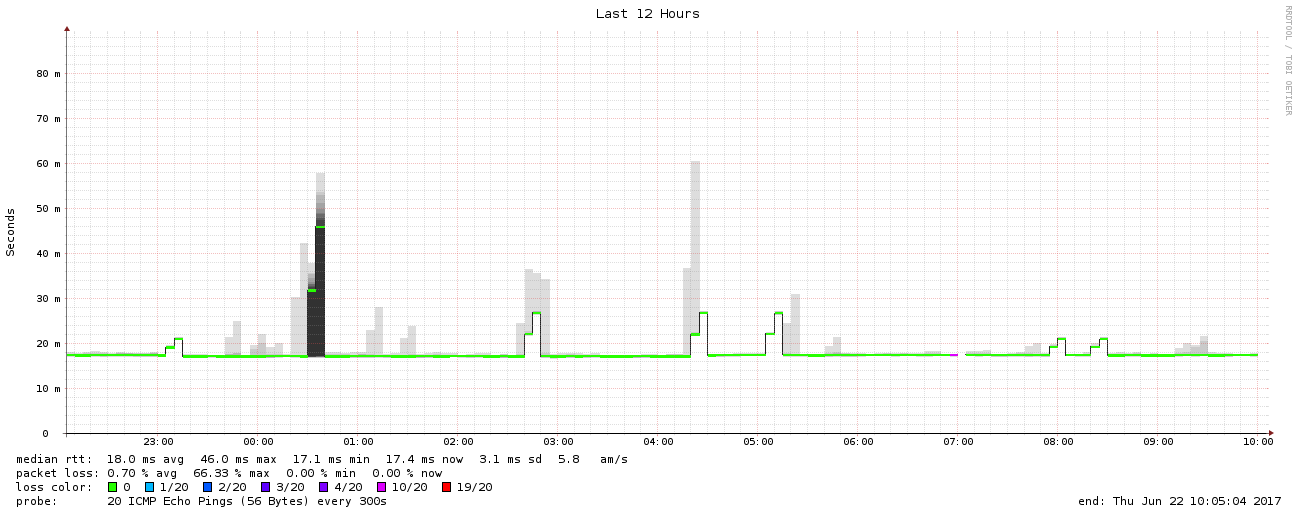 Last 12 Hours
RRDTOOL / TOBI OETIKER
Seconds
80 m
70 m
60 m
50 m
40 m
30 m
20 m
10 m
0
23:00 00:00 01:00 02:00 03:00 04:00 05:00 06:00 07:00 08:00 09:00 10:00
median rtt: 18.0 ms avg 46.0 ms max 17.1 ms min 17.4 ms now 3.1 ms sd 5.8 am/s
packet loss: 0.70 % avg 66.33 % max 0.00 % min 0.00 % now
loss color: 0 1/20 2/20 3/20 4/20 10/20 19/20
probe: 20 ICMP Echo Pings (56 Bytes) every 300s end: Thu Jun 22 10:05:04 2017